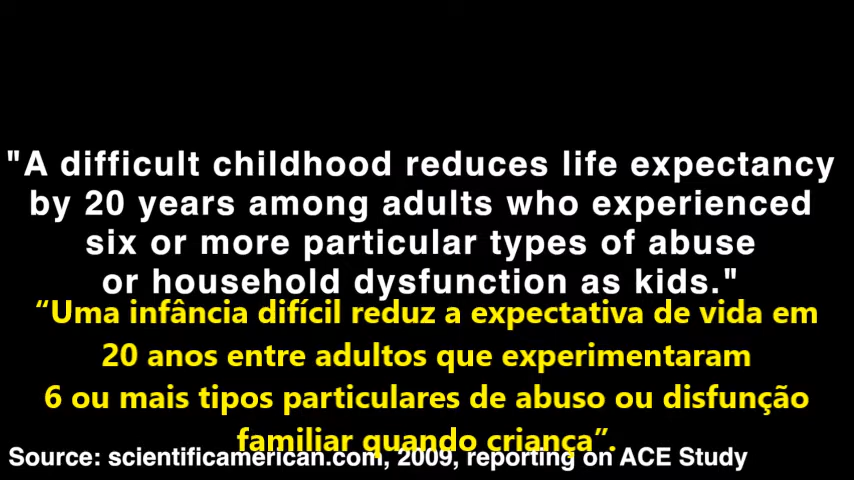 "A difficult childhood reduces life expectancy
by 20 years among adults who experienced
six or more particular types of abuse
or household dysfunction as kids."
“Uma infância difícil reduz a expectativa de vida em
20 anos entre adultos que experimentaram
6 ou mais tipos particulares de abuso ou disfunção
familiar quando criança”.
Source: scientificamerican.com, 2009, reporting on ACE Study